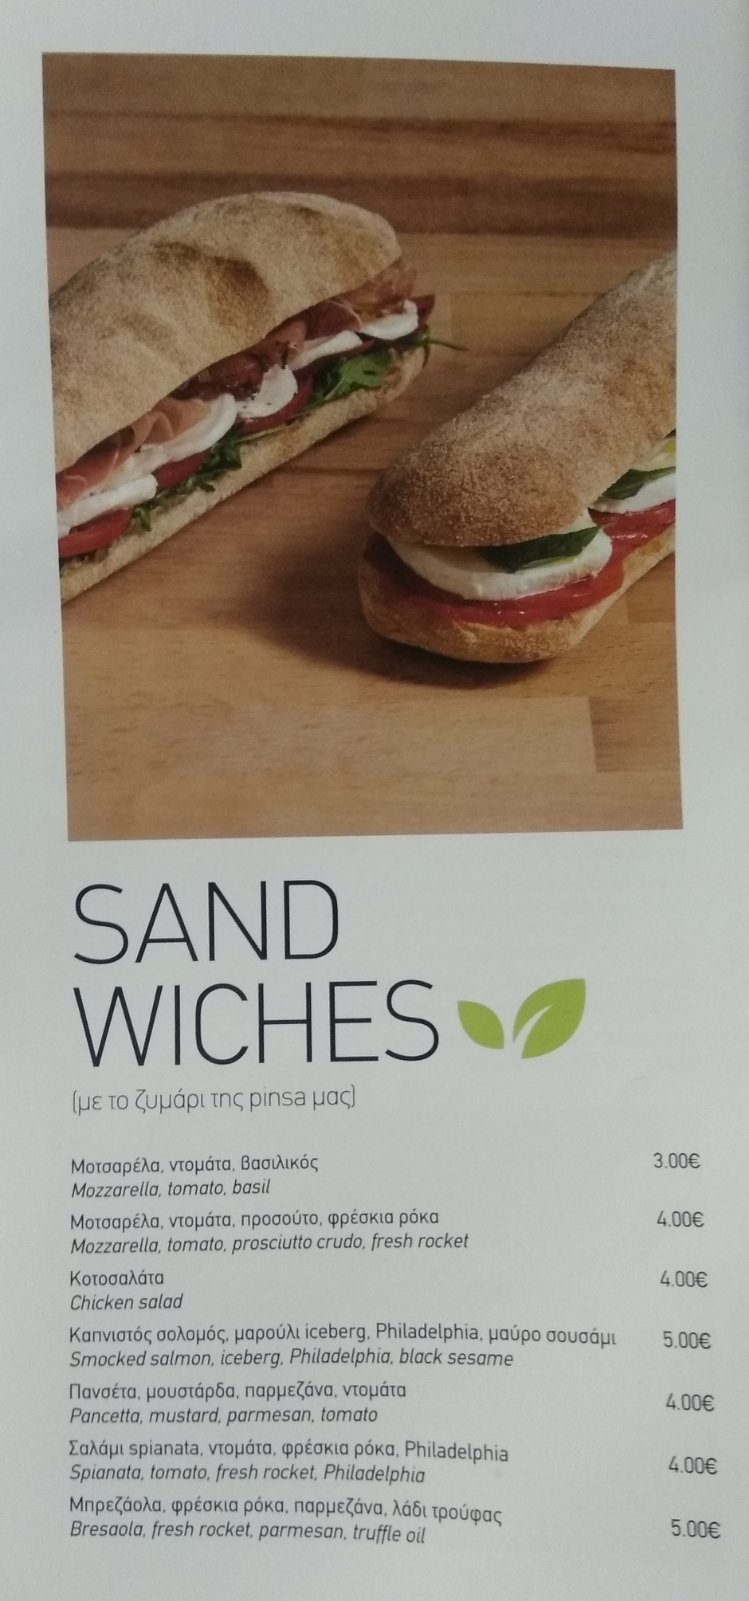 SAND
WICHES
(με το ζυμάρι της pinsa μας)
Μοτσαρέλα, ντομάτα, βασιλικός 3.00€
Mozzarella, tomato, basil
Μοτσαρέλα, ντομάτα, προσούτο, φρέσκια ρόκα 4.00€
Mozzarella, tomato, prosciutto crudo, fresh rocket
Κοτοσαλάτα 4.00€
Chicken salad
Καπνιστός σολομός, μαρούλι iceberg, Philadelphia, μαύρο σουσάμι 5.00€
Smocked salmon, iceberg, Philadelphia, black sesame
Πανσέτα, μουστάρδα, παρμεζάνα, ντομάτα 4.00€
Pancetta, mustard, parmesan, tomato
Σαλάμι spianata, ντομάτα, φρέσκια ρόκα, Philadelphia 4.00€
Spianata, tomato, fresh rocket, Philadelphia
Μπρεζάολα, φρέσκια ρόκα, παρμεζάνα, λάδι τρούφας 5.00€
Bresaola, fresh rocket, parmesan, truffle oil